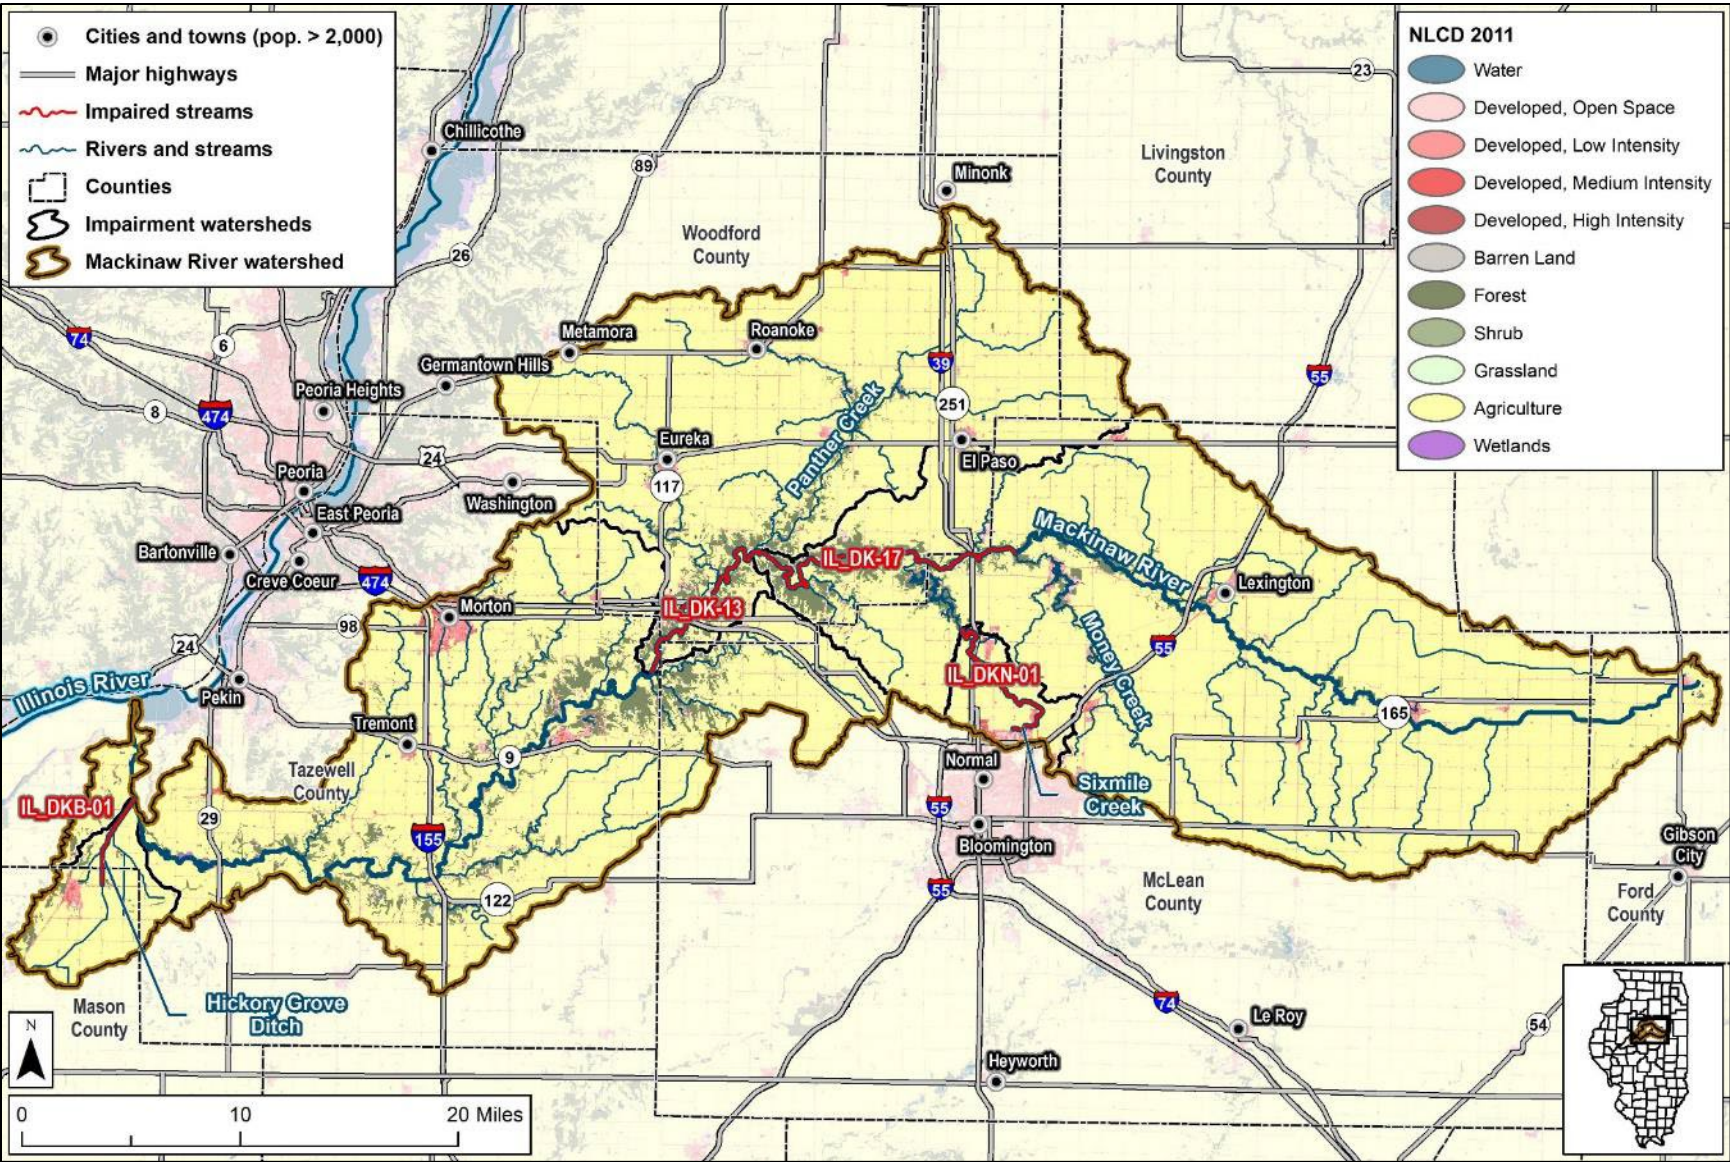 Cities and towns (pop. > 2,000)
Major highways
Impaired streams
Rivers and streams
Counties
Impairment watersheds
Mackinaw River watershed
NLCD 2011
Water
Developed, Open Space
Developed, Low Intensity
Developed, Medium Intensity
Developed, High Intensity
Barren Land
Forest
Shrub
Grassland
Agriculture
Wetlands
23
Chillicothe
89
Livingston
County
Minonk
Woodford
County
26
74
6
Metamora
Roanoke
Germantown Hills
39
55
Peoria Heights
8
474
251
Panther Creek
Eureka
24
El Paso
Peoria
117
Washington
East Peoria
Mackinaw River
Bartonville
IL_DK-17
Creve Coeur
474
Lexington
Morton
IL_DK-13
98
Money Creek
55
24
IL_DKN-01
Illinois River
Pekin
165
Tremont
9
Normal
Tazewell
County
Sixmile
Creek
IL_DKB-01
55
29
155
Bloomington
Gibson
City
55
McLean
County
Ford
County
122
Hickory Grove
Ditch
Mason
County
74
Le Roy
54
N
Heyworth
0
10
20 Miles